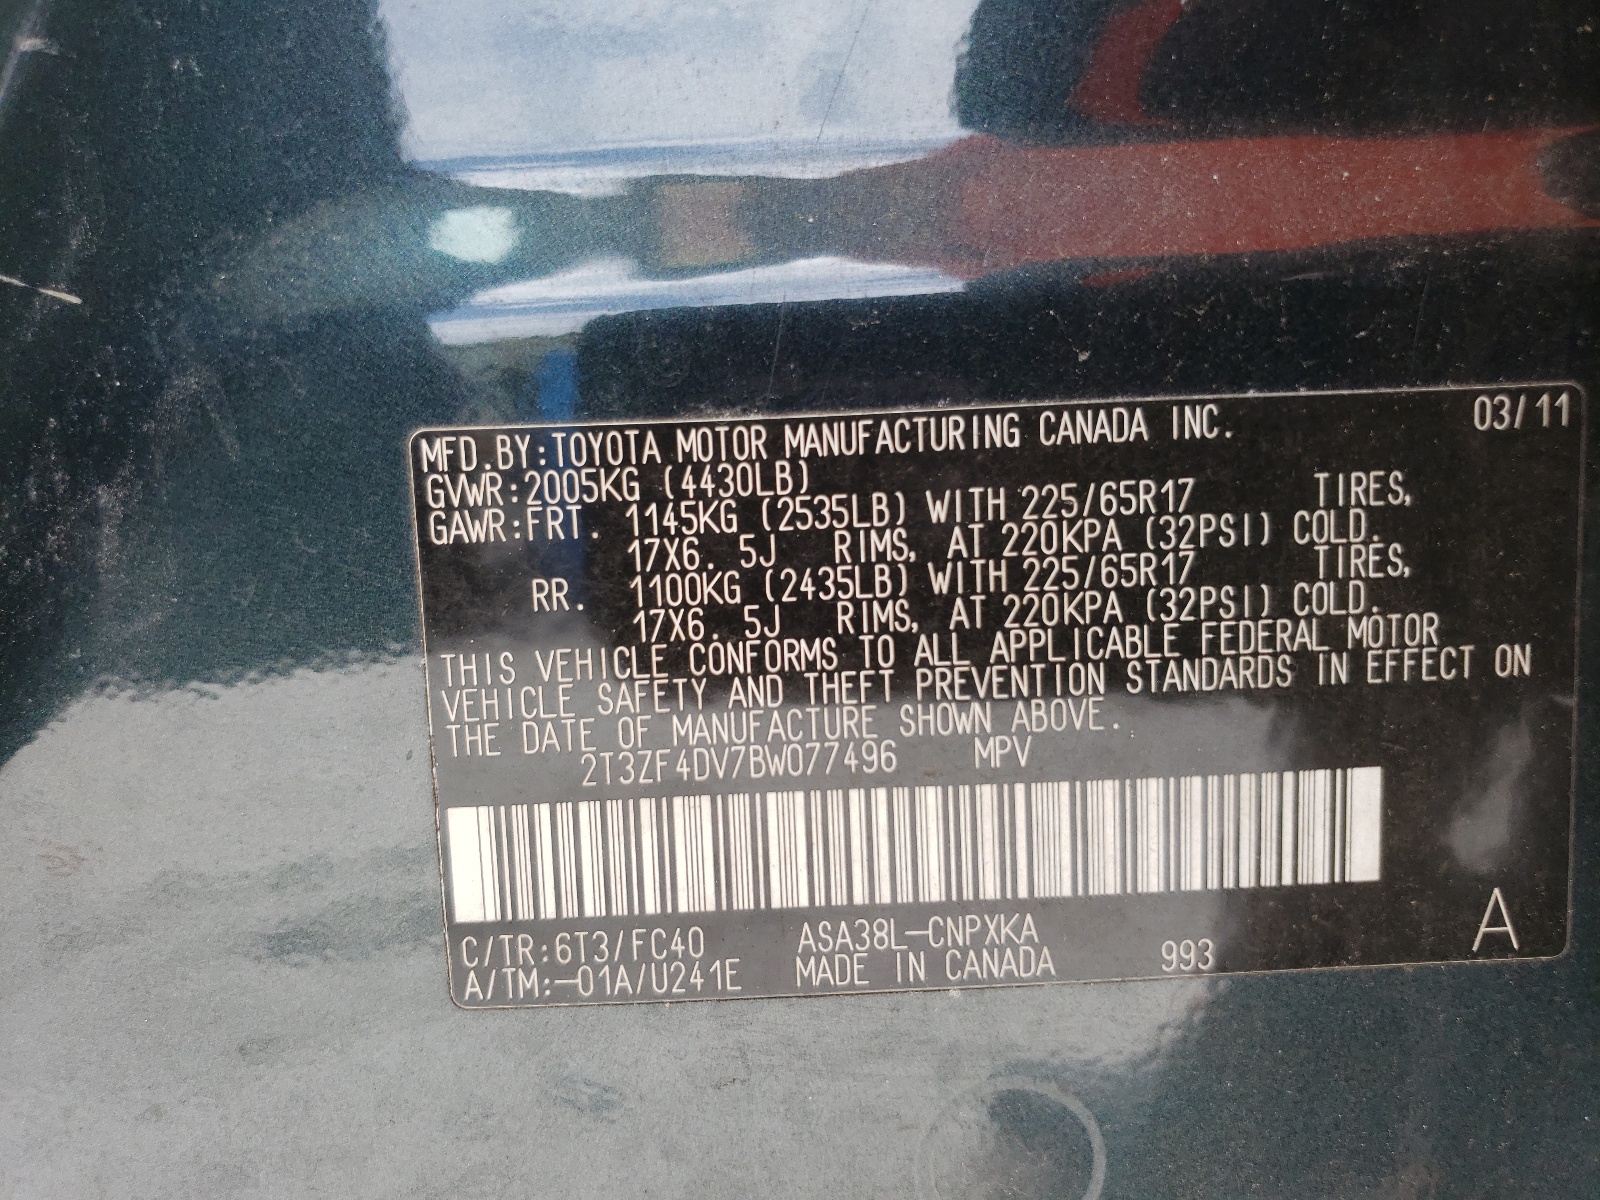 MFD.BY:TOYOTA MOTOR MANUFACTURING CANADA INC. 03/11
GVWR:2005KG (4430LB)
GAWR:FRT. 1145KG (2535LB) WITH 225/65R17 TIRES,
17X6. 5J RIMS, AT 220KPA (32PSI) COLD.
RR. 1100KG (2435LB) WITH 225/65R17 TIRES,
17X6. 5J RIMS, AT 220KPA (32PSI) COLD.
THIS VEHICLE CONFORMS TO ALL APPLICABLE FEDERAL MOTOR
VEHICLE SAFETY AND THEFT PREVENTION STANDARDS IN EFFECT ON
THE DATE OF MANUFACTURE SHOWN ABOVE.
2T3ZF4DV7BW077496 MPV
C/TR:6T3/FC40 ASA38L-CNPXKA
A/TM:-01A/U241E MADE IN CANADA 993 A